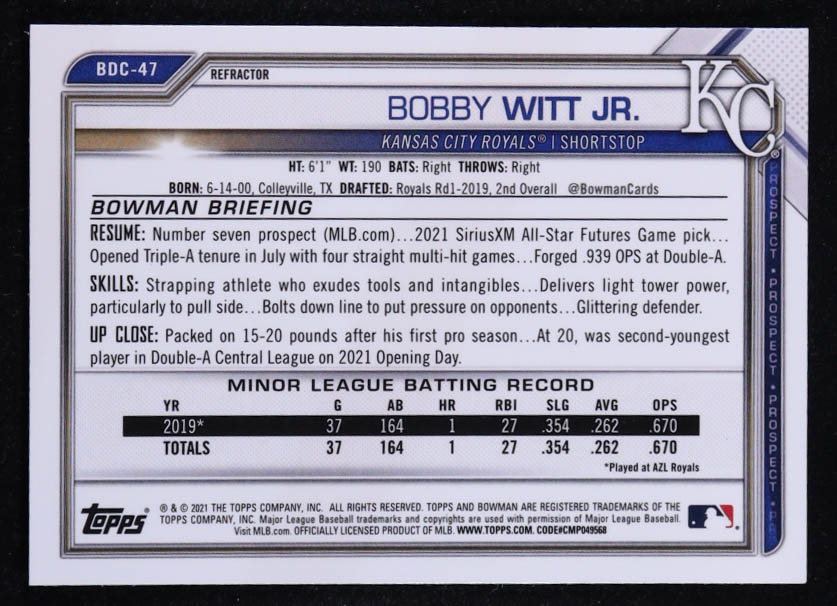 BDC-47
REFRACTOR
KC
®
BOBBY WITT JR.
KANSAS CITY ROYALS® | SHORTSTOP
HT: 6'1" WT: 190 BATS: Right THROWS: Right
BORN: 6-14-00, Colleyville, TX DRAFTED: Royals Rd1-2019, 2nd Overall @BowmanCards
BOWMAN BRIEFING
RESUME: Number seven prospect (MLB.com)...2021 SiriusXM All-Star Futures Game pick...
Opened Triple-A tenure in July with four straight multi-hit games...Forged .939 OPS at Double-A.
SKILLS: Strapping athlete who exudes tools and intangibles...Delivers light tower power,
particularly to pull side...Bolts down line to put pressure on opponents...Glittering defender.
UP CLOSE: Packed on 15-20 pounds after his first pro season...At 20, was second-youngest
player in Double-A Central League on 2021 Opening Day.
MINOR LEAGUE BATTING RECORD
YR G AB HR RBI SLG AVG OPS
2019* 37 164 1 27 .354 .262 .670
TOTALS 37 164 1 27 .354 .262 .670
*Played at AZL Royals
PROSPECT • PROSPECT • PROSPECT • PR
Topps
® & © 2021 THE TOPPS COMPANY, INC. ALL RIGHTS RESERVED. TOPPS AND BOWMAN ARE REGISTERED TRADEMARKS OF THE
TOPPS COMPANY, INC. Major League Baseball trademarks and copyrights are used with permission of Major League Baseball.
Visit MLB.com. OFFICIALLY LICENSED PRODUCT OF MLB. WWW.TOPPS.COM. CODE#CMP049568